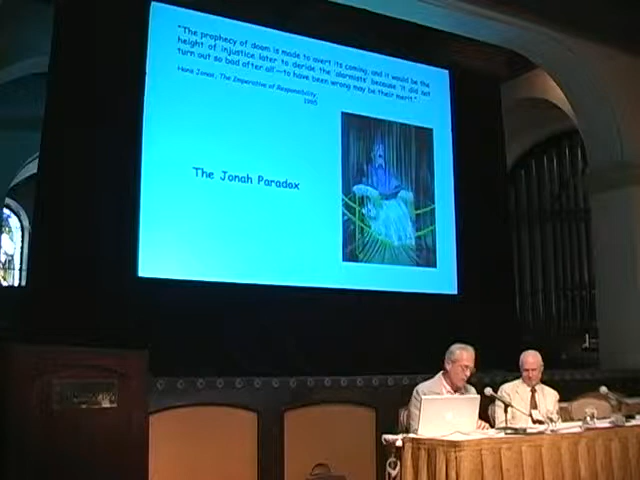 "The prophecy of doom is made to avert its coming, and it would be the
height of injustice later to deride the 'alarmists' because 'it did not
turn out so bad after all'—to have been wrong may be their merit."
Hans Jonas, The Imperative of Responsibility,
1985
The Jonah Paradox